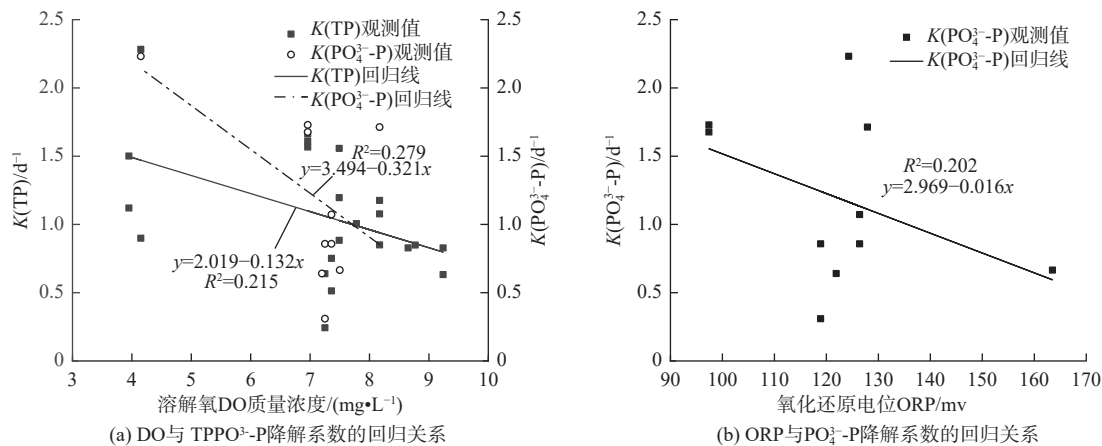 2.5
2.0
1.5
1.0
0.5
0
K(TP)/d⁻¹
■ K(TP)观测值
○ K(PO₄³⁻-P)观测值
K(TP)回归线
K(PO₄³⁻-P)回归线
R²=0.279
y=3.494−0.321x
y=2.019−0.132x
R²=0.215
2.5
2.0
1.5
1.0
0.5
0
K(PO₄³⁻-P)/d⁻¹
3 4 5 6 7 8 9 10
溶解氧DO质量浓度/(mg•L⁻¹)
(a) DO与 TPPO³⁻-P降解系数的回归关系
2.5
2.0
1.5
1.0
0.5
0
K(PO₄³⁻-P)/d⁻¹
■ K(PO₄³⁻-P)观测值
K(PO₄³⁻-P)回归线
R²=0.202
y=2.969−0.016x
90 100 110 120 130 140 150 160 170
氧化还原电位ORP/mv
(b) ORP与PO₄³⁻-P降解系数的回归关系